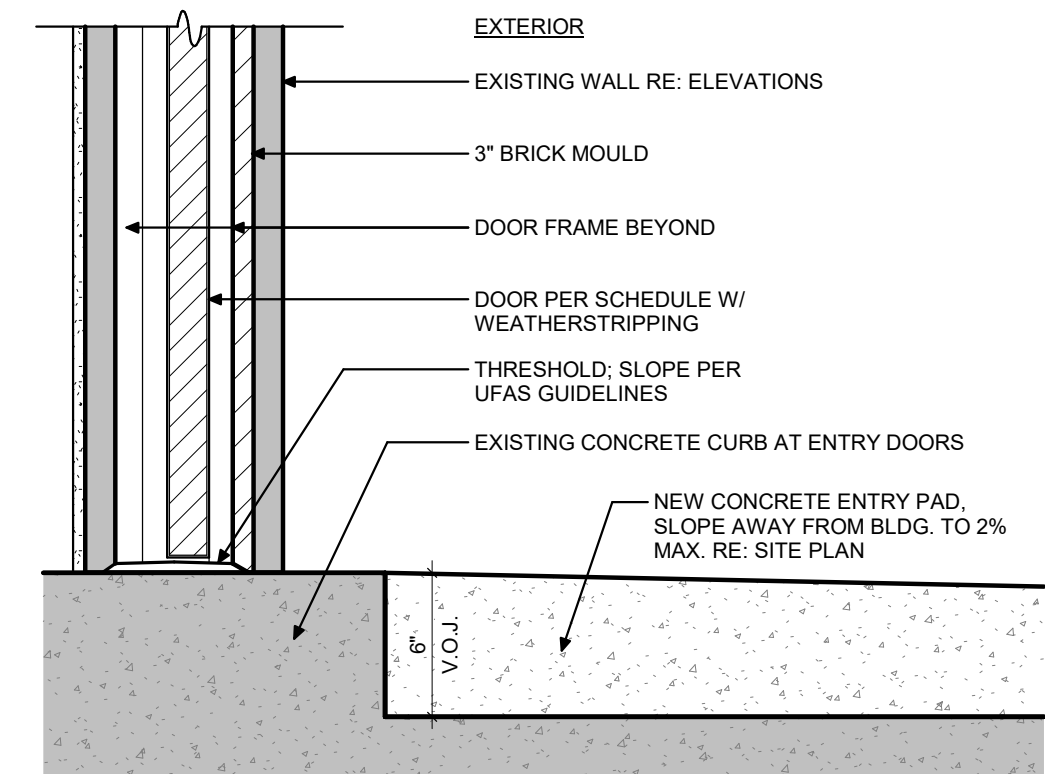 EXTERIOR
EXISTING WALL RE: ELEVATIONS
3" BRICK MOULD
DOOR FRAME BEYOND
DOOR PER SCHEDULE W/
WEATHERSTRIPPING
THRESHOLD; SLOPE PER
UFAS GUIDELINES
EXISTING CONCRETE CURB AT ENTRY DOORS
NEW CONCRETE ENTRY PAD,
SLOPE AWAY FROM BLDG. TO 2%
MAX. RE: SITE PLAN
6"
V.O.J.